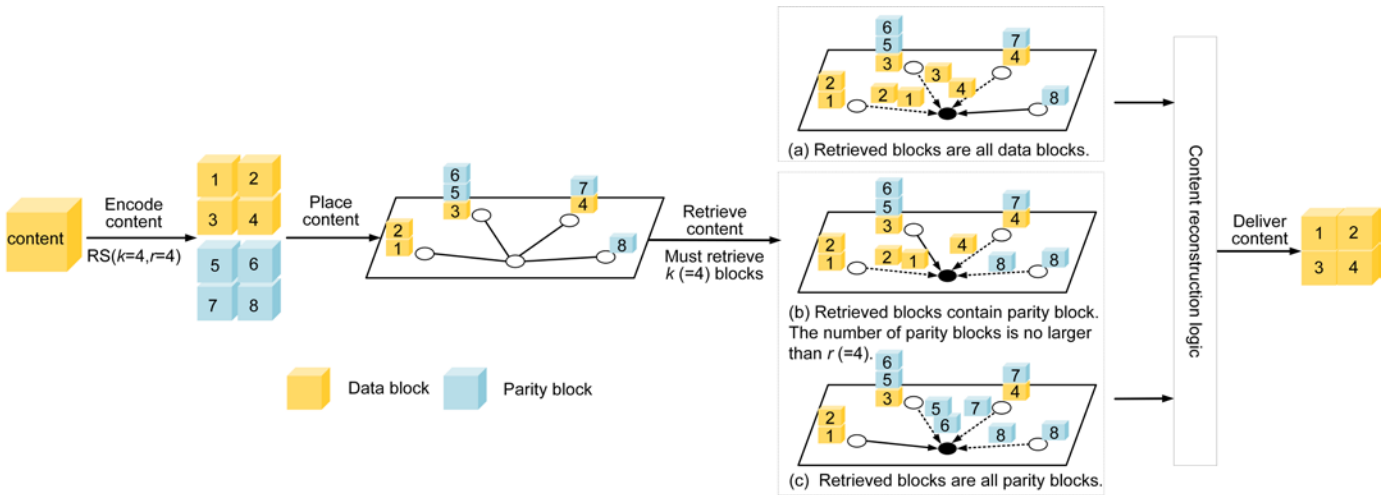 content
Encode
content
RS(k=4,r=4)
1 2
3 4
5 6
7 8
Place
content
2
1
6
5
3
7
4
8
Retrieve
content
Must retrieve
k (=4) blocks
Data block
Parity block
6
5
3
7
4
2
1
3
4
2
1
8
(a) Retrieved blocks are all data blocks.
6
5
3
7
4
2
1
4
2
1
8
8
(b) Retrieved blocks contain parity block.
The number of parity blocks is no larger
than r (=4).
6
5
3
7
4
2
1
5
7
6
8
8
(c) Retrieved blocks are all parity blocks.
Content reconstruction logic
Deliver
content
1 2
3 4